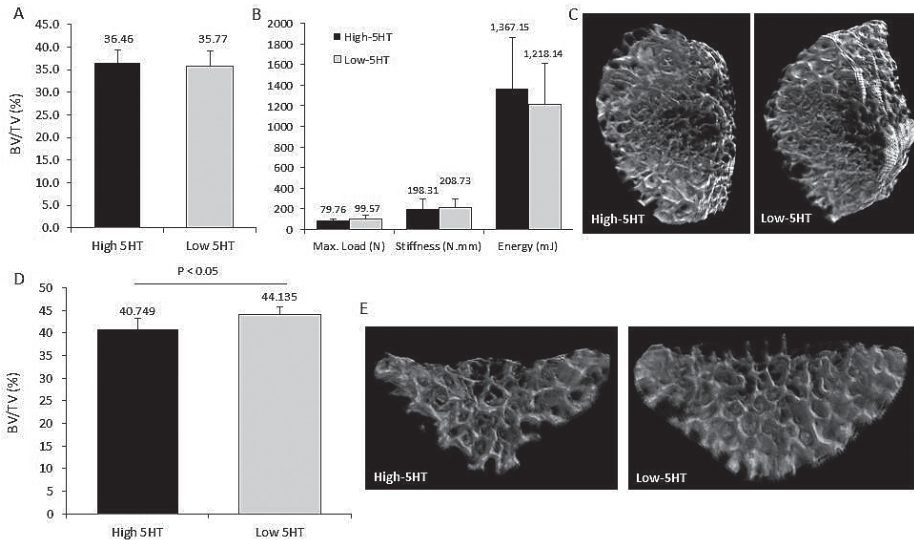 A
BV/TV (%)
45.0
40.0
35.0
30.0
25.0
20.0
15.0
10.0
5.0
0.0
36.46
35.77
High 5HT
Low 5HT
B
2000
1800
1600
1400
1200
1000
800
600
400
200
0
High-5HT
Low-5HT
79.76
99.57
198.31
208.73
1,367.15
1,218.14
Max. Load (N)
Stiffness (N.mm)
Energy (mJ)
C
High-5HT
Low-5HT
D
P < 0.05
BV/TV (%)
50
45
40
35
30
25
20
15
10
5
0
40.749
44.135
High 5HT
Low 5HT
E
High-5HT
Low-5HT